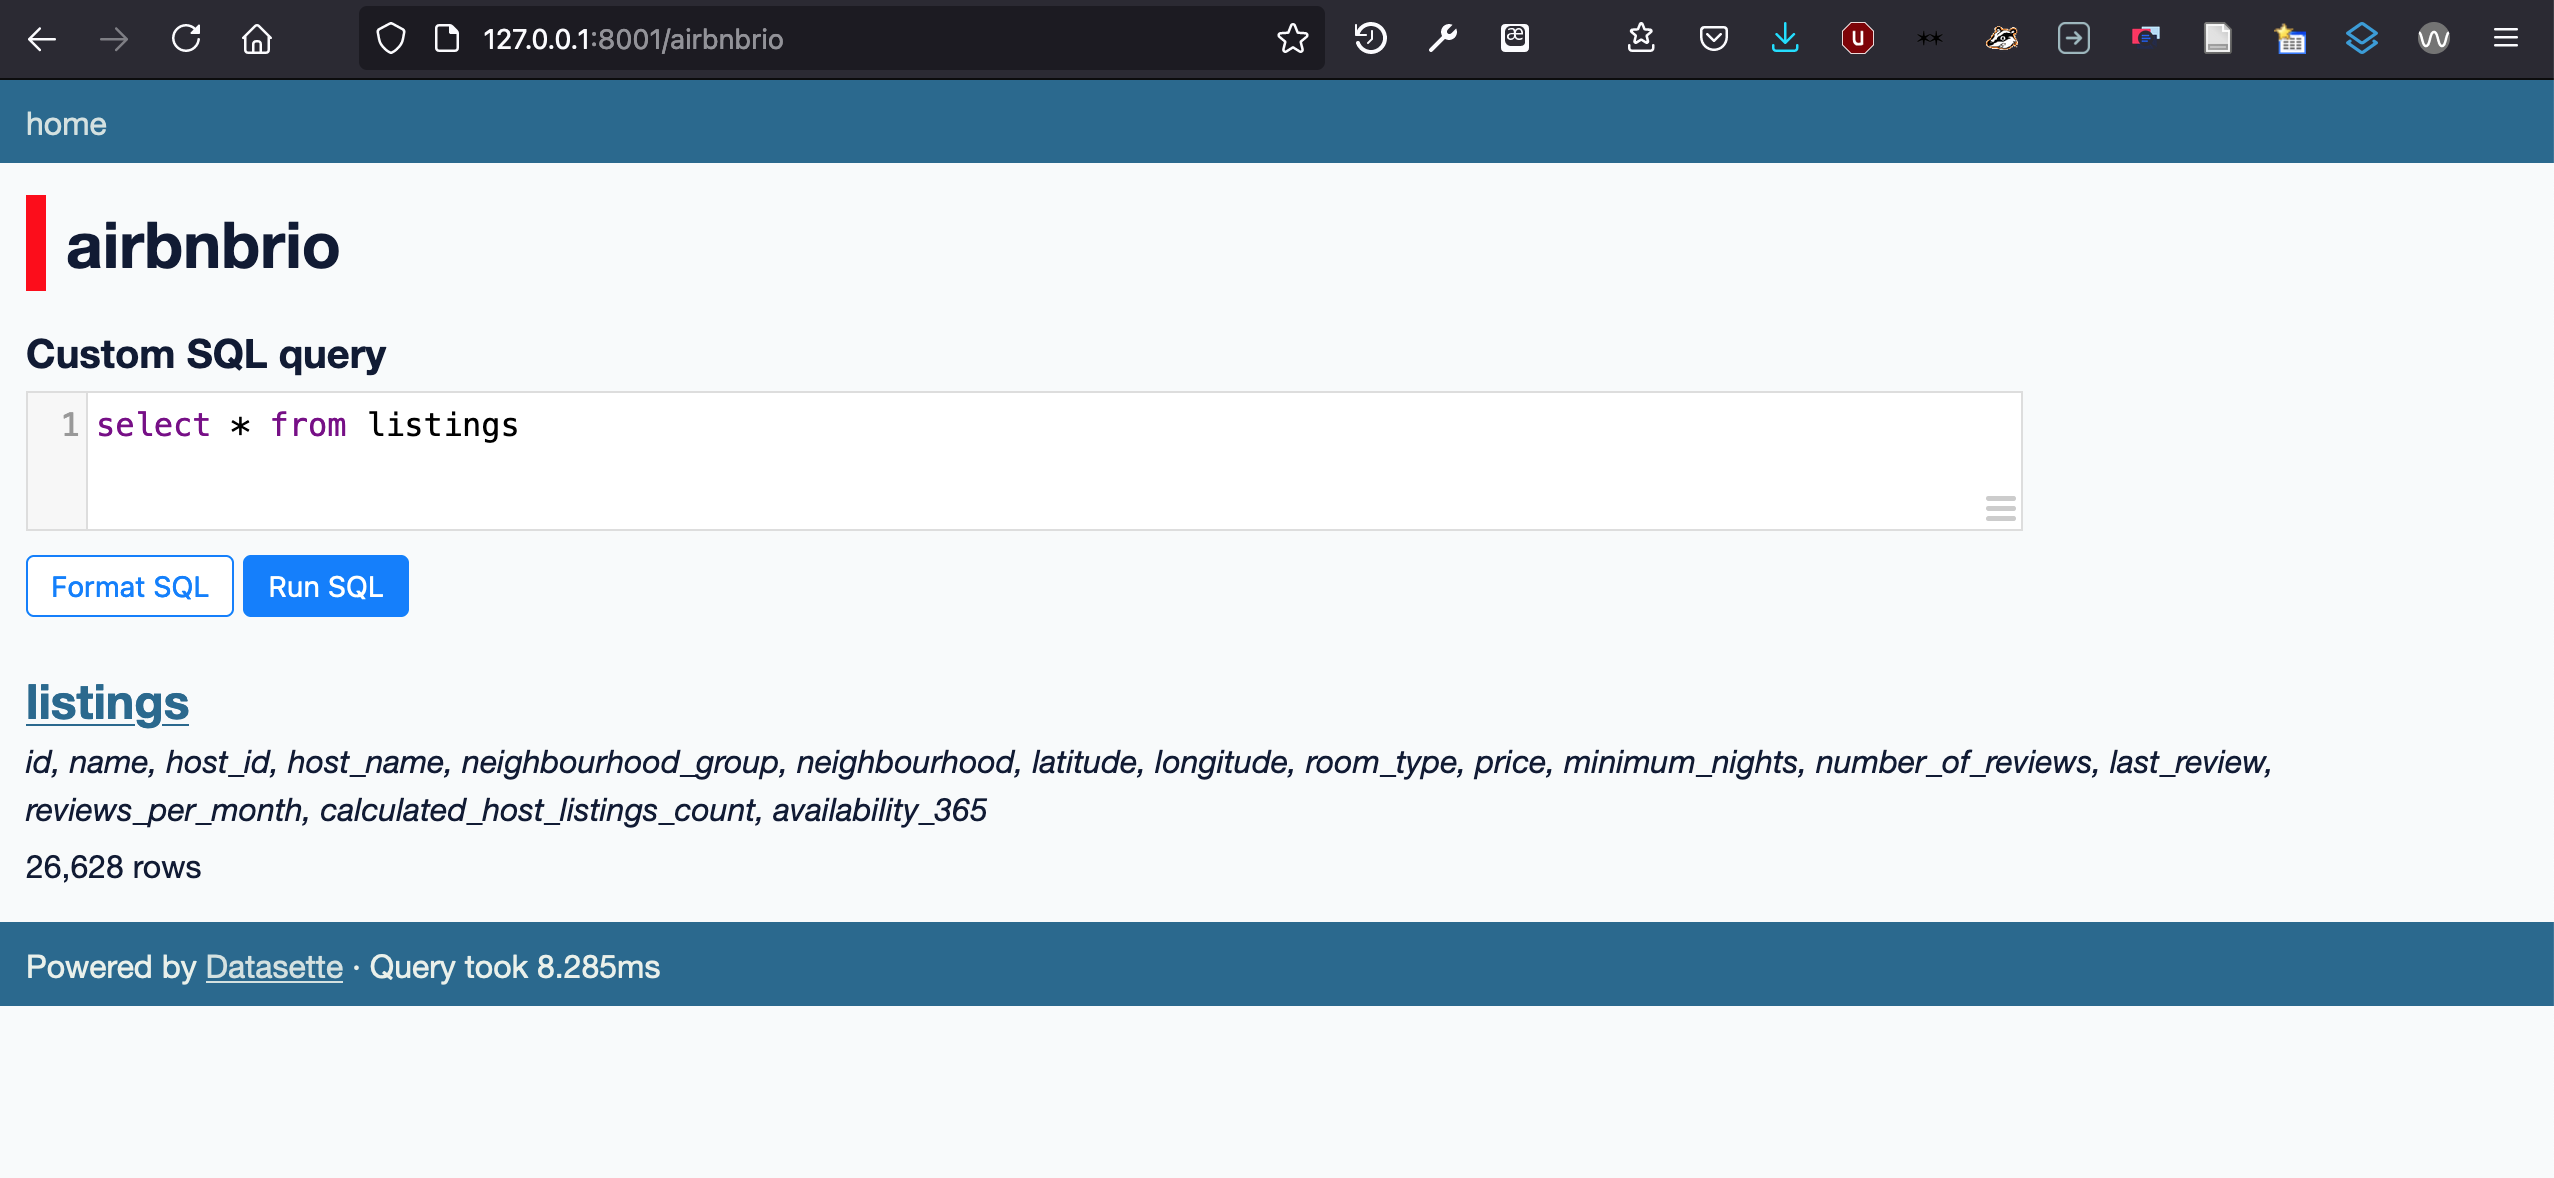 127.0.0.1:8001/airbnbrio
æ
home
airbnbrio
Custom SQL query
1 select * from listings
Format SQL Run SQL
listings
id, name, host_id, host_name, neighbourhood_group, neighbourhood, latitude, longitude, room_type, price, minimum_nights, number_of_reviews, last_review,
reviews_per_month, calculated_host_listings_count, availability_365
26,628 rows
Powered by Datasette · Query took 8.285ms